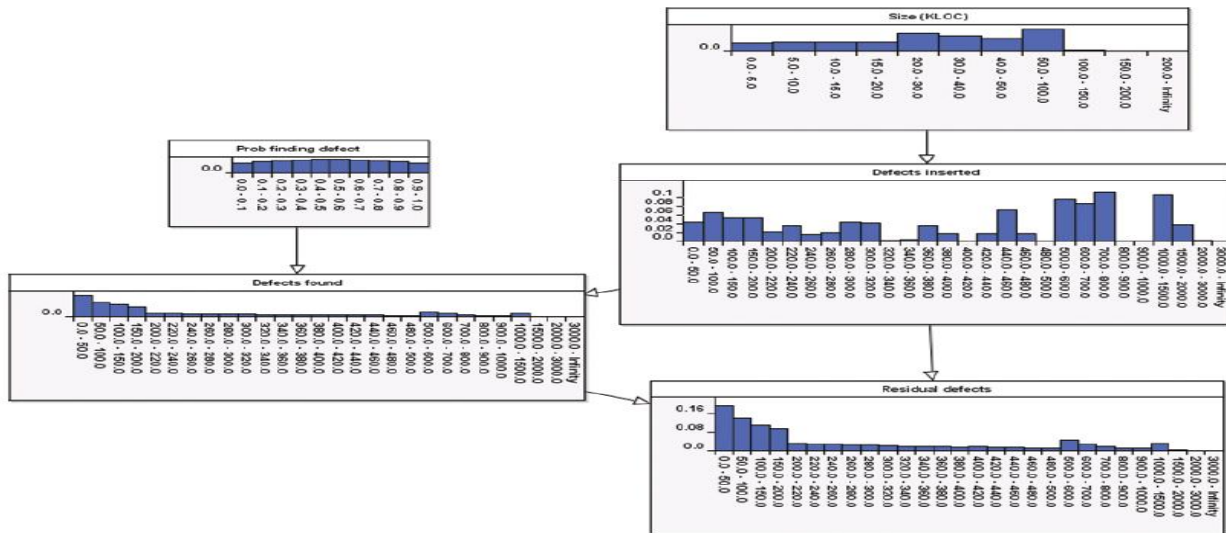 Size (KLOC)
0.0
0.0 - 5.0
5.0 - 10.0
10.0 - 15
15.0 - 20.0
20.0 - 30.0
30.0 - 40.0
40.0 - 50.0
50.0 - 100.0
100.0 - 150.0
150.0 - 200.0
200.0 - Infinity
Prob finding defect
0.0
0.0 - 0.1
0.1 - 0.2
0.2 - 0.3
0.3 - 0.4
0.4 - 0.5
0.5 - 0.6
0.6 - 0.7
0.7 - 0.8
0.8 - 0.9
0.9 - 1.0
Defects inserted
0.1
0.08
0.06
0.04
0.02
0.0
0.0 - 50.0
50.0 - 100.0
100.0 - 150.0
150.0 - 200.0
200.0 - 220.0
220.0 - 240.0
240.0 - 260.0
260.0 - 280.0
280.0 - 300.0
300.0 - 320.0
320.0 - 340.0
340.0 - 360.0
360.0 - 380.0
380.0 - 400.0
400.0 - 420.0
420.0 - 440.0
440.0 - 460.0
460.0 - 480.0
480.0 - 500.0
500.0 - 600.0
600.0 - 700.0
700.0 - 800.0
800.0 - 900.0
900.0 - 1000.0
1000.0 - 1500.0
1500.0 - 2000.0
2000.0 - 3000.0
3000.0 - Infinity
Defects found
0.0
0.0 - 50.0
50.0 - 100.0
100.0 - 150.0
150.0 - 200.0
200.0 - 220.0
220.0 - 240.0
240.0 - 260.0
260.0 - 280.0
280.0 - 300.0
300.0 - 320.0
320.0 - 340.0
340.0 - 360.0
360.0 - 380.0
380.0 - 400.0
400.0 - 420.0
420.0 - 440.0
440.0 - 460.0
460.0 - 480.0
480.0 - 500.0
500.0 - 600.0
600.0 - 700.0
700.0 - 800.0
800.0 - 900.0
900.0 - 1000.0
1000.0 - 1500.0
1500.0 - 2000.0
2000.0 - 3000.0
3000.0 - Infinity
Residual defects
0.16
0.08
0.0
0.0 - 50.0
50.0 - 100.0
100.0 - 150.0
150.0 - 200.0
200.0 - 220.0
220.0 - 240.0
240.0 - 260.0
260.0 - 280.0
280.0 - 300.0
300.0 - 320.0
320.0 - 340.0
340.0 - 360.0
360.0 - 380.0
380.0 - 400.0
400.0 - 420.0
420.0 - 440.0
440.0 - 460.0
460.0 - 480.0
480.0 - 500.0
500.0 - 600.0
600.0 - 700.0
700.0 - 800.0
800.0 - 900.0
900.0 - 1000.0
1000.0 - 1500.0
1500.0 - 2000.0
2000.0 - 3000.0
3000.0 - Infinity